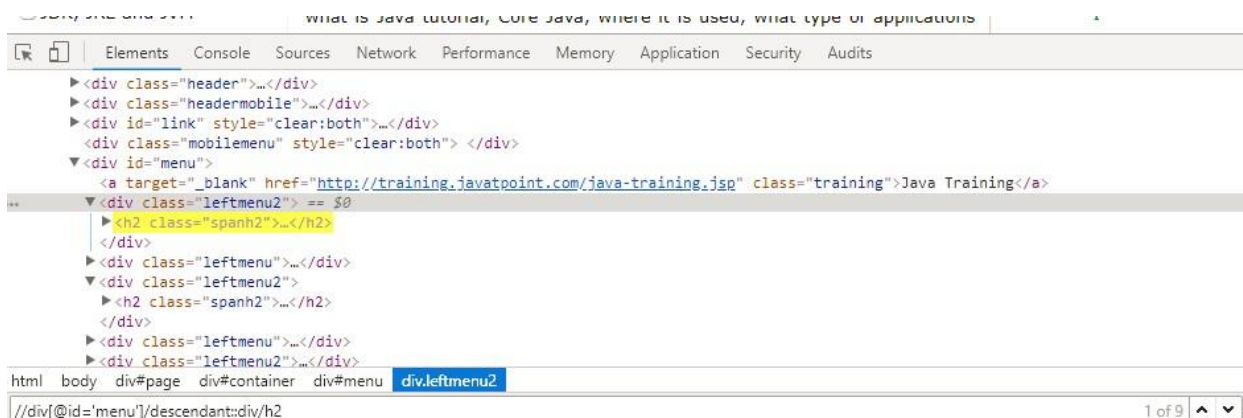 what is Java tutorial, Core Java, where it is used, what type of applications
Elements Console Sources Network Performance Memory Application Security Audits
▶<div class="header">…</div>
▶<div class="headermobile">…</div>
▶<div id="link" style="clear:both">…</div>
<div class="mobilemenu" style="clear:both"> </div>
▼<div id="menu">
<a target="_blank" href="http://training.javatpoint.com/java-training.jsp" class="training">Java Training</a>
… ▼<div class="leftmenu2"> == $0
▶<h2 class="spanh2">…</h2>
</div>
▶<div class="leftmenu">…</div>
▼<div class="leftmenu2">
▶<h2 class="spanh2">…</h2>
</div>
▶<div class="leftmenu">…</div>
▶<div class="leftmenu2">…</div>
html body div#page div#container div#menu div.leftmenu2
//div[@id='menu']/descendant::div/h2 1 of 9